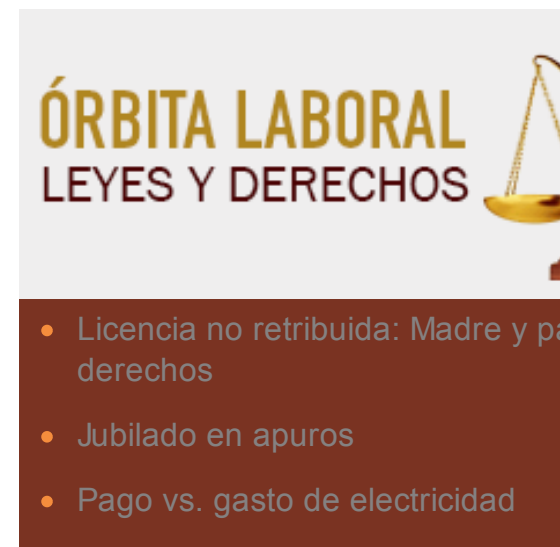 ÓRBITA LABORAL
LEYES Y DERECHOS
Licencia no retribuida: Madre y
derechos
Jubilado en apuros
Pago vs. gasto de electricidad